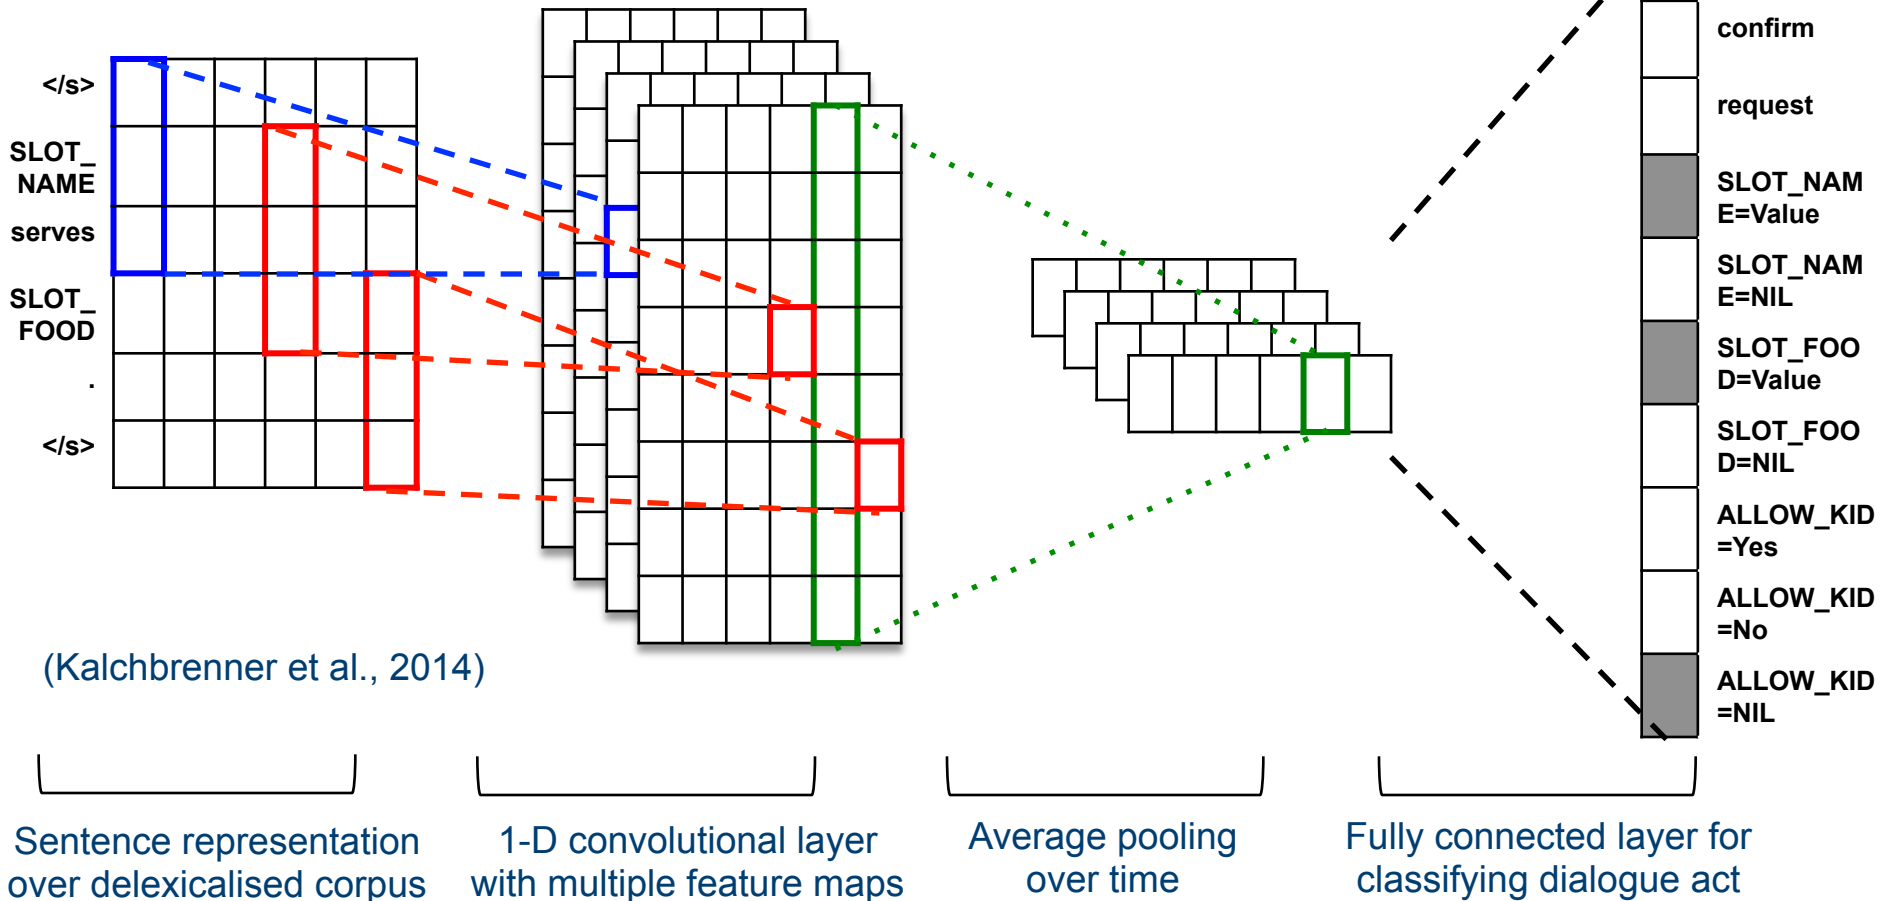 </s>
SLOT_
NAME
serves
SLOT_
FOOD
.
</s>
(Kalchbrenner et al., 2014)
confirm
request
SLOT_NAM
E=Value
SLOT_NAM
E=NIL
SLOT_FOO
D=Value
SLOT_FOO
D=NIL
ALLOW_KID
=Yes
ALLOW_KID
=No
ALLOW_KID
=NIL
Sentence representation
over delexicalised corpus
1-D convolutional layer
with multiple feature maps
Average pooling
over time
Fully connected layer for
classifying dialogue act